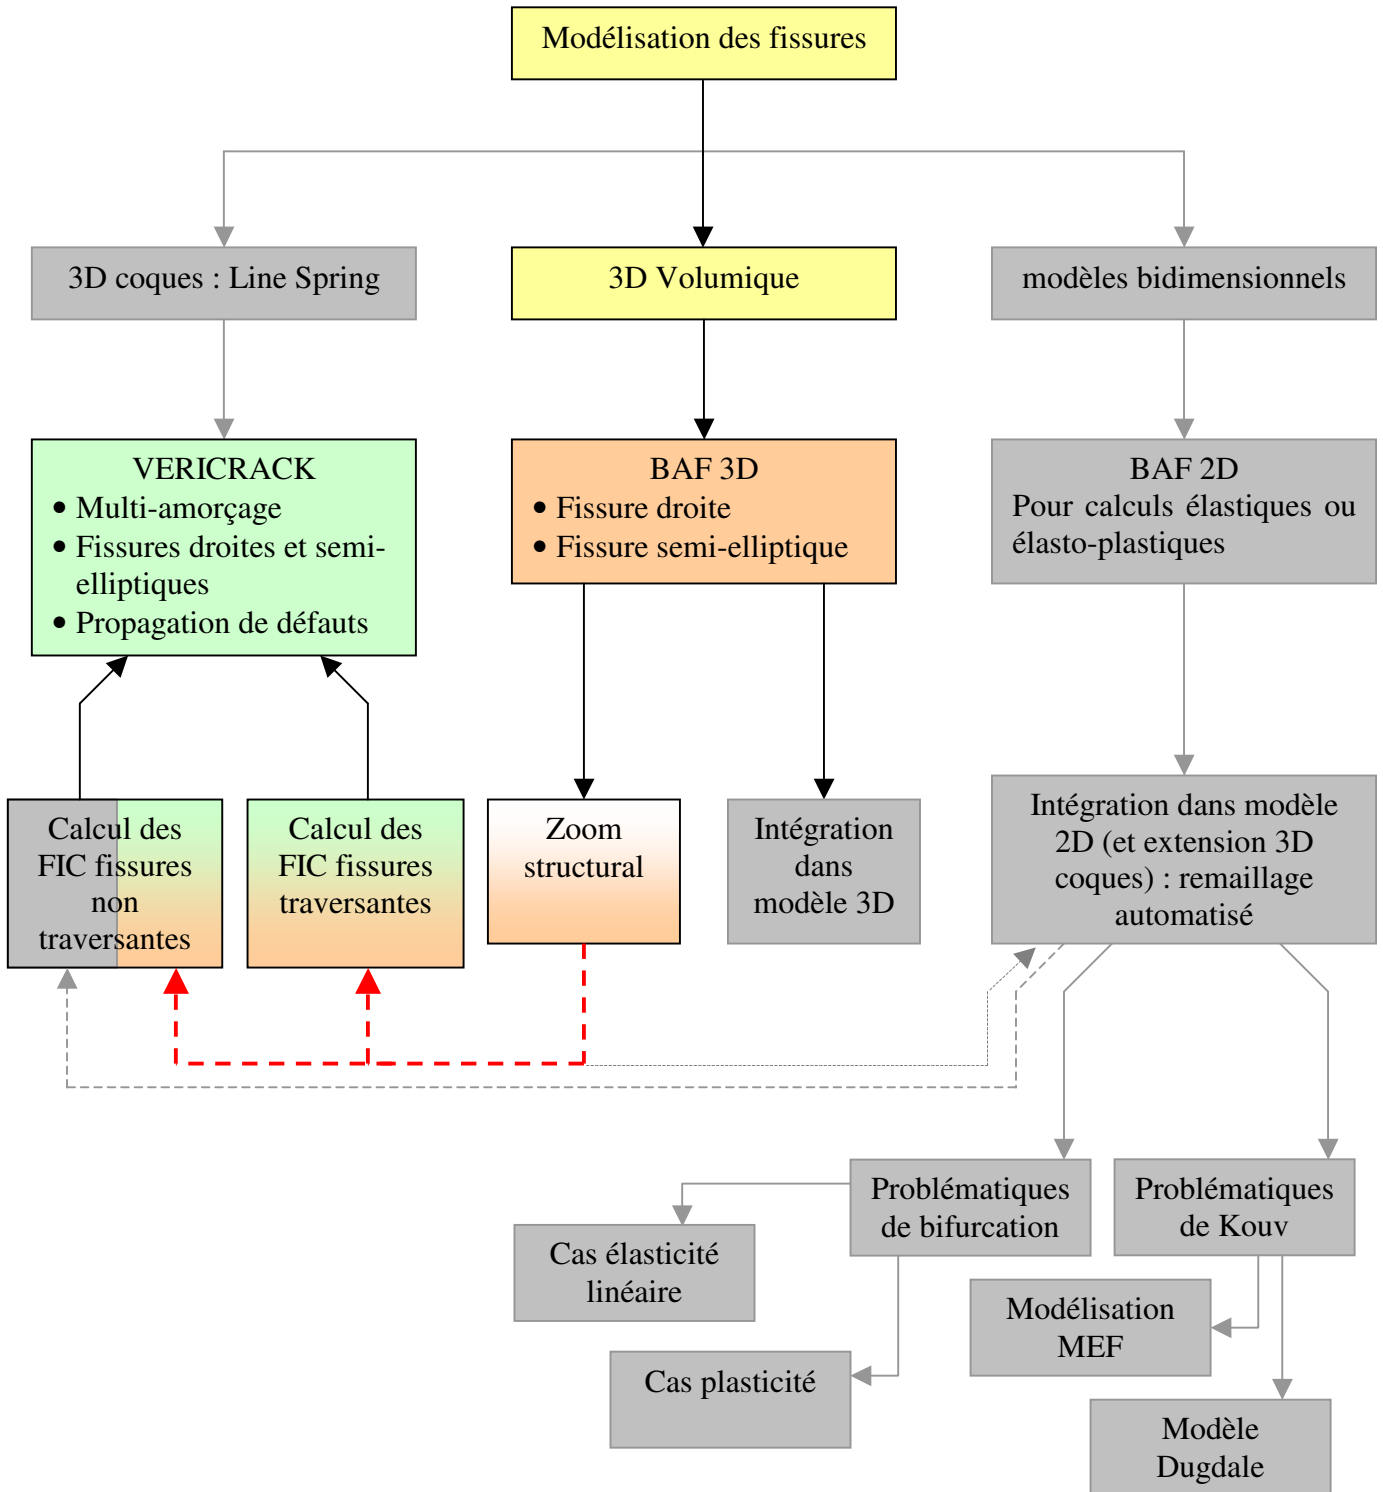 Modélisation des fissures
3D coques : Line Spring
3D Volumique
modèles bidimensionnels
VERICRACK
• Multi-amorçage
• Fissures droites et semi-
elliptiques
• Propagation de défauts
BAF 3D
• Fissure droite
• Fissure semi-elliptique
BAF 2D
Pour calculs élastiques ou
élasto-plastiques
Calcul des
FIC fissures
non
traversantes
Calcul des
FIC fissures
traversantes
Zoom
structural
Intégration
dans
modèle 3D
Intégration dans modèle
2D (et extension 3D
coques) : remaillage
automatisé
Problématiques
de bifurcation
Problématiques
de Kouv
Cas élasticité
linéaire
Modélisation
MEF
Cas plasticité
Modèle
Dugdale